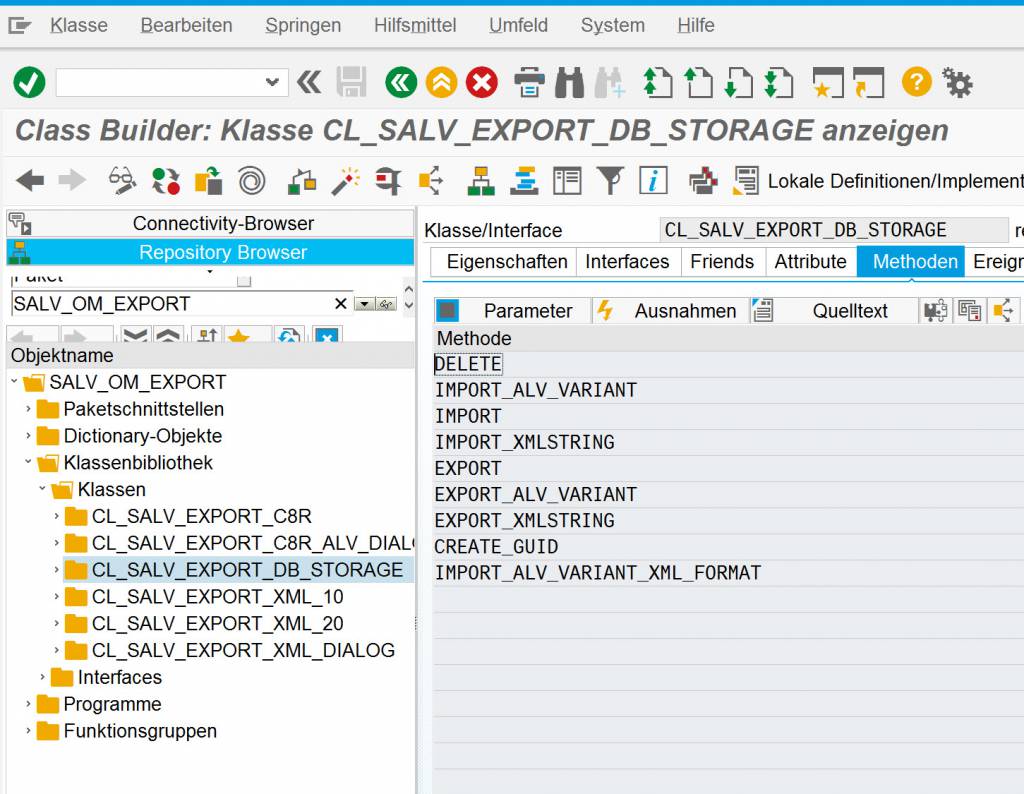 Klasse Bearbeiten Springen Hilfsmittel Umfeld System Hilfe
Class Builder: Klasse CL_SALV_EXPORT_DB_STORAGE anzeigen
Lokale Definitionen/Implement
Connectivity-Browser
Repository Browser
Paket
SALV_OM_EXPORT
Objektname
SALV_OM_EXPORT
Paketschnittstellen
Dictionary-Objekte
Klassenbibliothek
Klassen
CL_SALV_EXPORT_C8R
CL_SALV_EXPORT_C8R_ALV_DIAL
CL_SALV_EXPORT_DB_STORAGE
CL_SALV_EXPORT_XML_10
CL_SALV_EXPORT_XML_20
CL_SALV_EXPORT_XML_DIALOG
Interfaces
Programme
Funktionsgruppen
Klasse/Interface CL_SALV_EXPORT_DB_STORAGE re
Eigenschaften Interfaces Friends Attribute Methoden Ereign
Parameter Ausnahmen Quelltext
Methode
DELETE
IMPORT_ALV_VARIANT
IMPORT
IMPORT_XMLSTRING
EXPORT
EXPORT_ALV_VARIANT
EXPORT_XMLSTRING
CREATE_GUID
IMPORT_ALV_VARIANT_XML_FORMAT